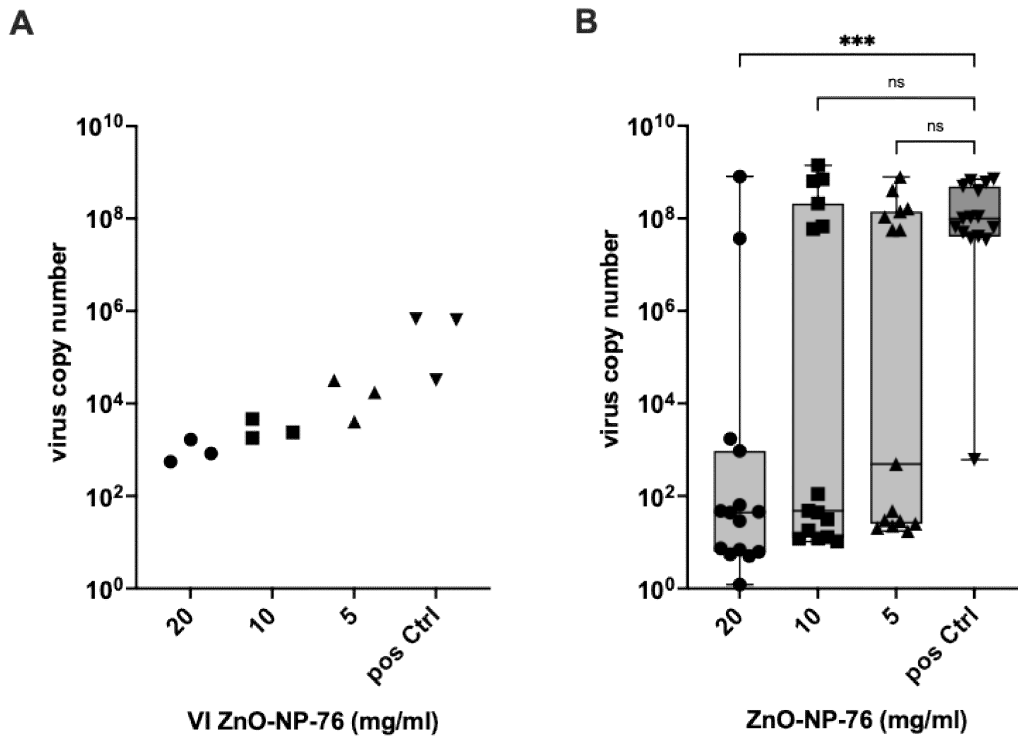 A
virus copy number
10^10
10^8
10^6
10^4
10^2
10^0
20
10
5
pos Ctrl
VI ZnO-NP-76 (mg/ml)
B
***
ns
ns
virus copy number
10^10
10^8
10^6
10^4
10^2
10^0
20
10
5
pos Ctrl
ZnO-NP-76 (mg/ml)